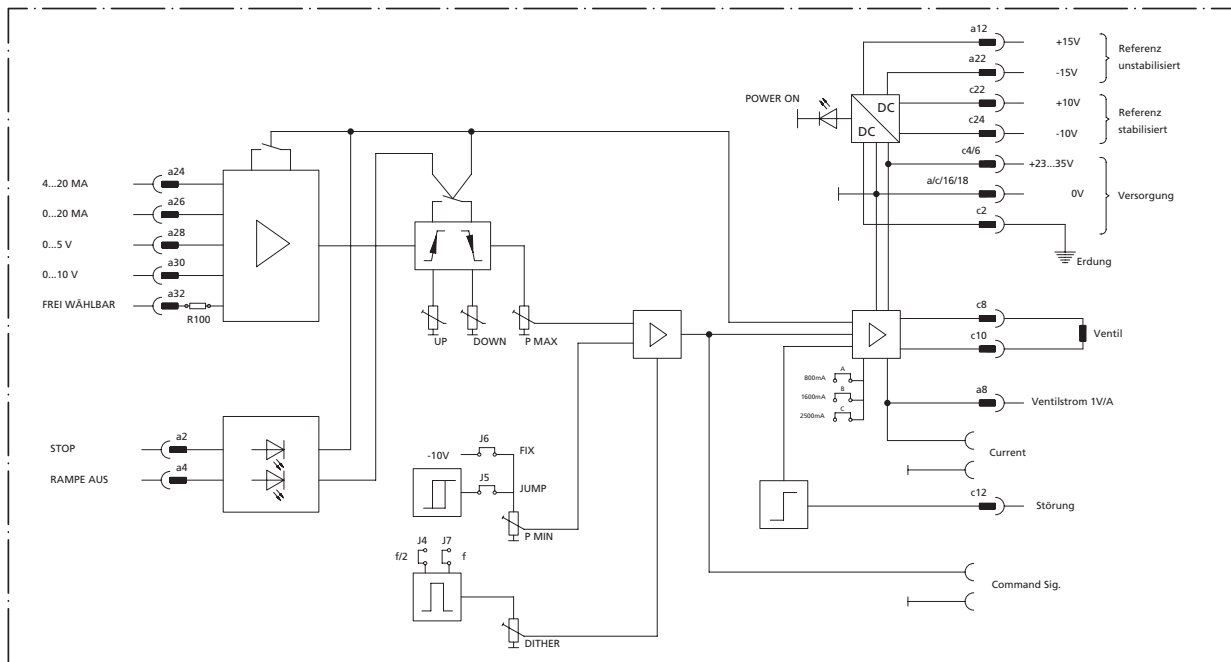 a12
+15V
Referenz
unstabilisiert
a22
-15V
POWER ON
DC
DC
c22
+10V
Referenz
stabilisiert
c24
-10V
c4/6
+23...35V
a/c/16/18
0V
Versorgung
c2
Erdung
4...20 MA
a24
0...20 MA
a26
0...5 V
a28
0...10 V
a30
FREI WÄHLBAR
a32
R100
UP
DOWN
P MAX
c8
c10
Ventil
800mA
A
1600mA
B
2500mA
C
a8
Ventilstrom 1V/A
Current
c12
Störung
Command Sig.
STOP
a2
RAMPE AUS
a4
-10V
J6
FIX
J5
JUMP
P MIN
J4
J7
f/2
f
DITHER